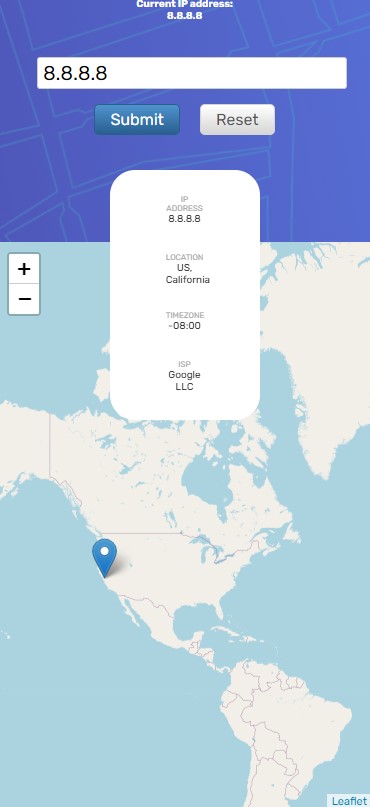 Current IP address:
8.8.8.8
8.8.8.8
Submit Reset
IP
ADDRESS
8.8.8.8
LOCATION
US,
California
TIMEZONE
-08:00
ISP
Google
LLC
+
−
Leaflet